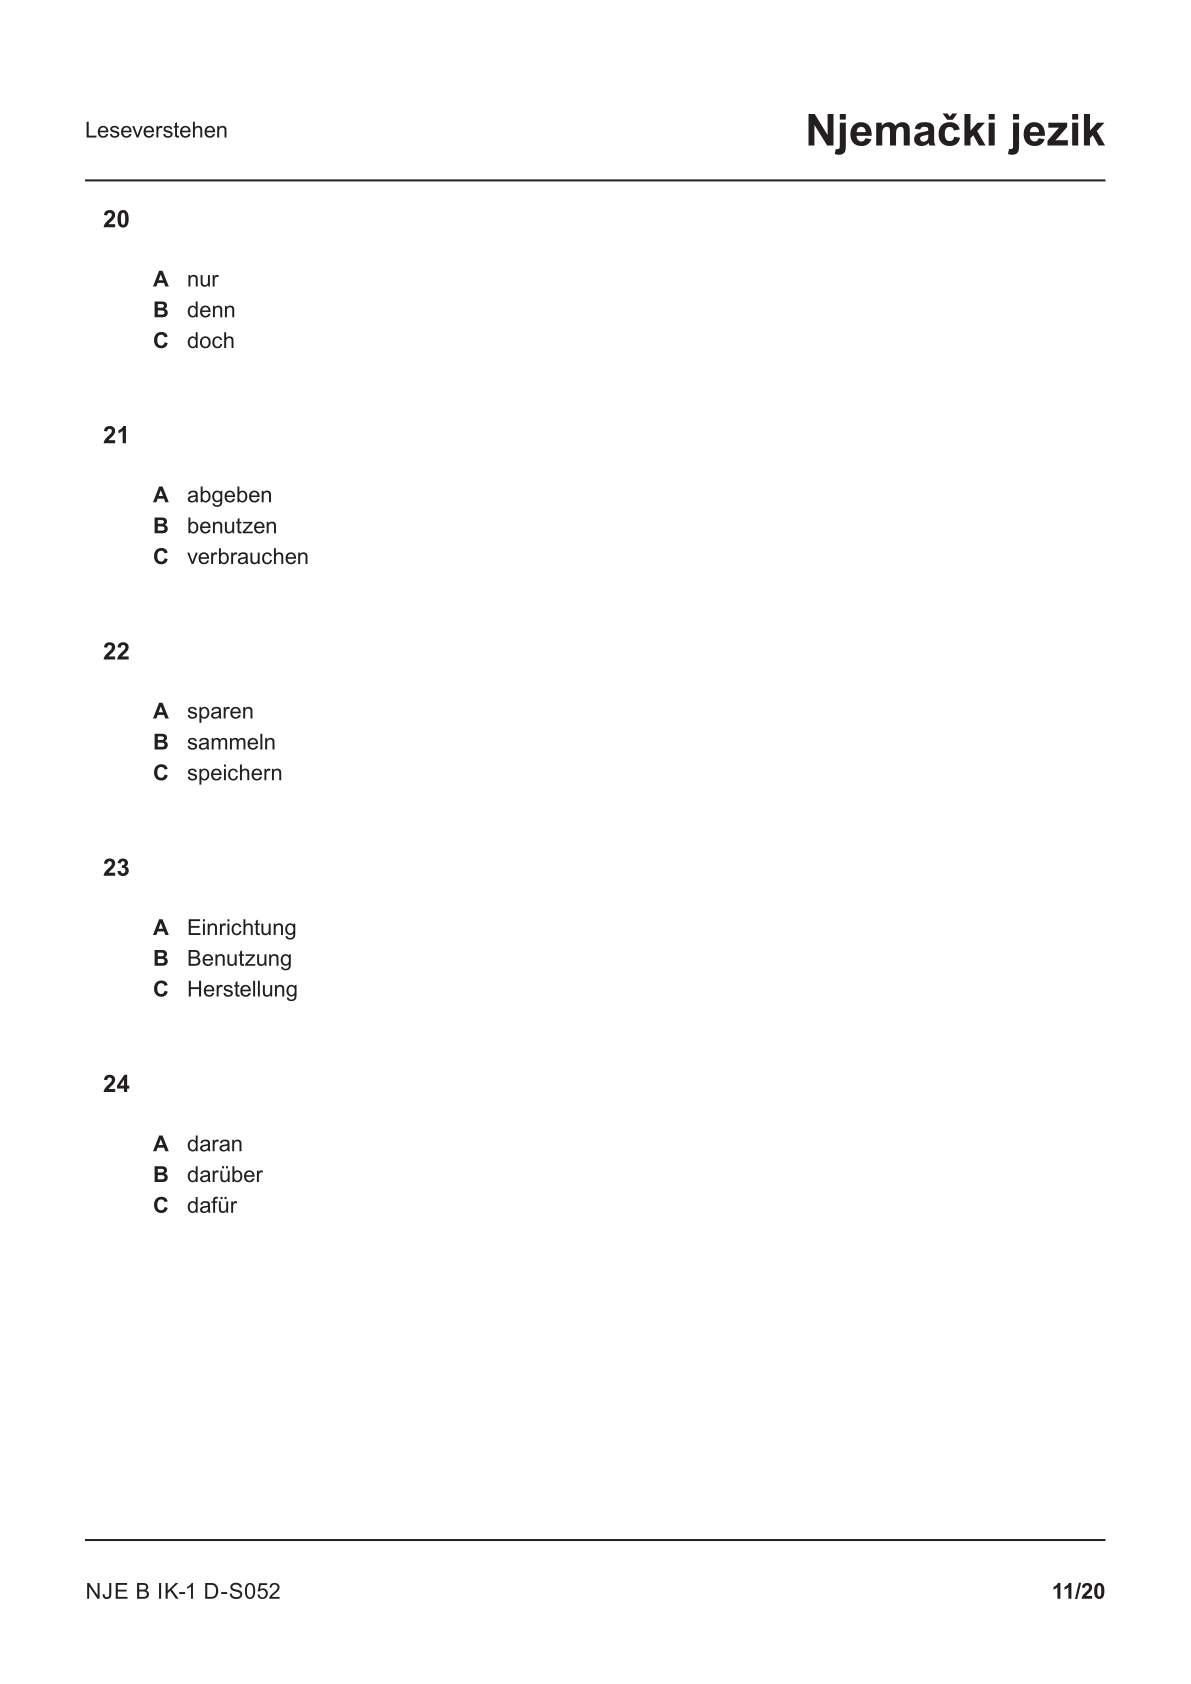 Leseverstehen
Njemački jezik
20
A nur
B denn
C doch
21
A abgeben
B benutzen
C verbrauchen
22
A sparen
B sammeln
C speichern
23
A Einrichtung
B Benutzung
C Herstellung
24
A daran
B darüber
C dafür
NJE B IK-1 D-S052
11/20